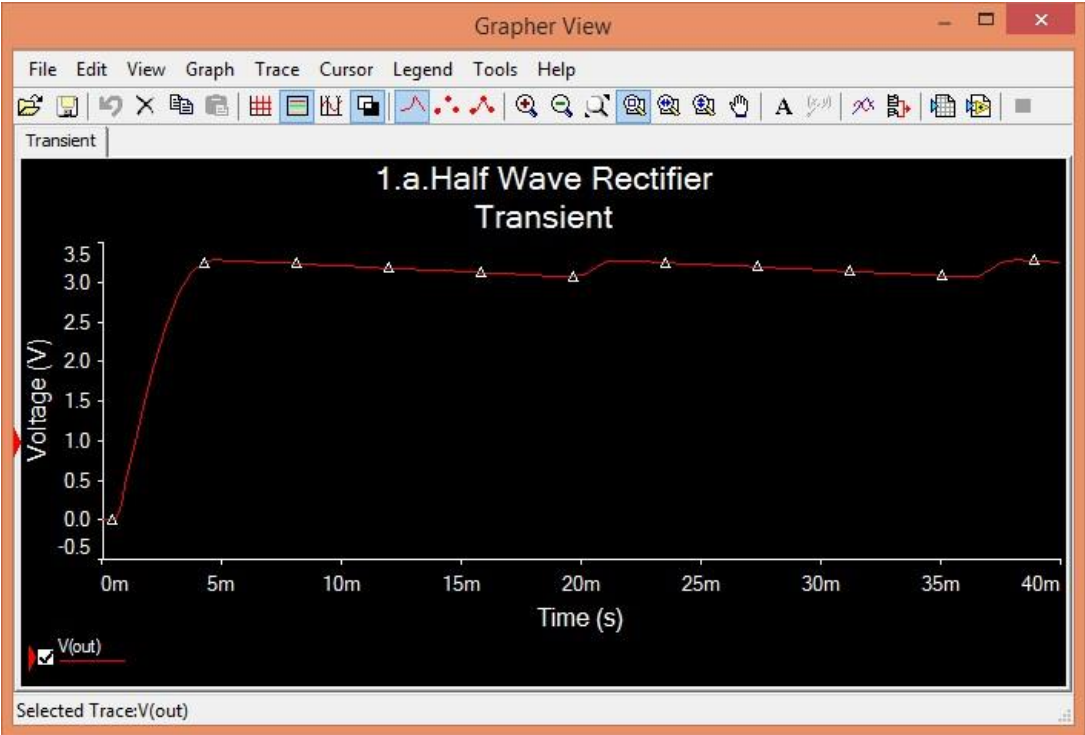 Grapher View
File Edit View Graph Trace Cursor Legend Tools Help
A
Transient
1.a.Half Wave Rectifier
Transient
3.5
3.0
2.5
2.0
1.5
1.0
0.5
0.0
-0.5
Voltage (V)
0m 5m 10m 15m 20m 25m 30m 35m 40m
Time (s)
V(out)
Selected Trace:V(out)